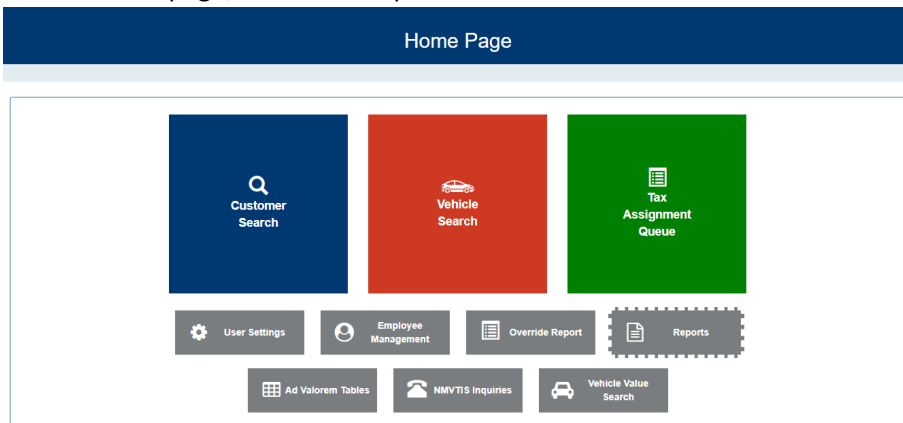 Home Page
Customer
Search
Vehicle
Search
Tax
Assignment
Queue
User Settings
Employee
Management
Override Report
Reports
Ad Valorem Tables
NMVTIS Inquiries
Vehicle Value
Search